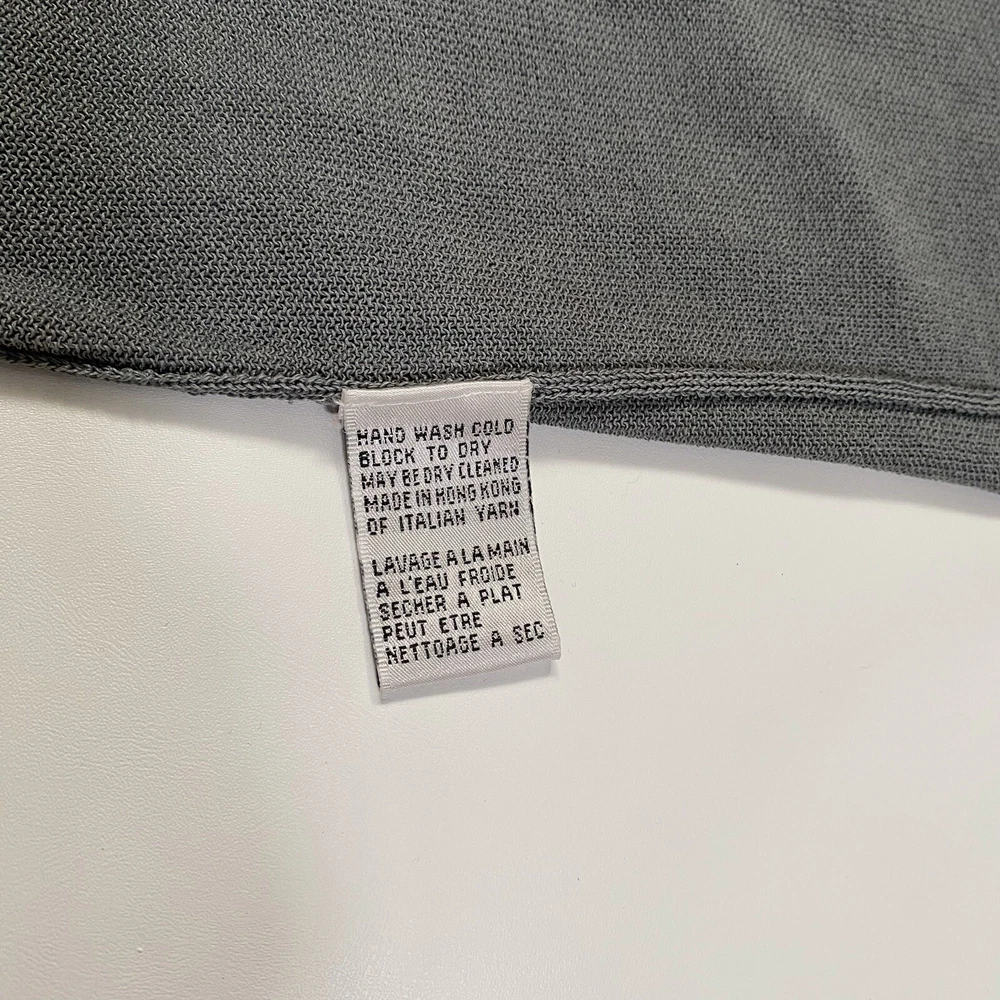 HAND WASH COLD
BLOCK TO DRY
MAY BE DRY CLEANED
MADE IN HONG KONG
OF ITALIAN YARN
LAVAGE A LA MAIN
A L'EAU FROIDE
SECHER A PLAT
PEUT ETRE
NETTOAGE A SEC